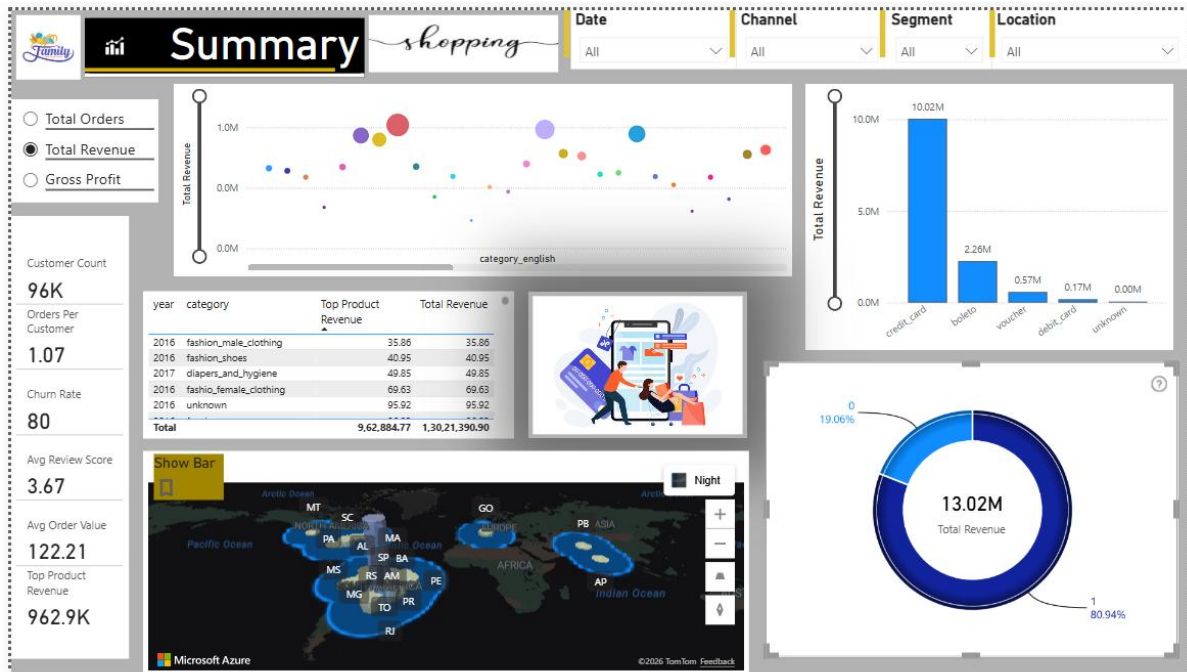 Family
Summary
shopping
Date
All
Channel
All
Segment
All
Location
All
Total Orders
Total Revenue
Gross Profit
Total Revenue
1.0M
0.0M
0.0M
category_english
Total Revenue
10.0M
5.0M
0.0M
10.02M
2.26M
0.57M
0.17M
0.00M
credit_card
boleto
voucher
debit_card
unknown
Customer Count
96K
Orders Per
Customer
1.07
Churn Rate
80
Avg Review Score
3.67
Avg Order Value
122.21
Top Product
Revenue
962.9K
year category Top Product Revenue Total Revenue
2016 fashion_male_clothing 35.86 35.86
2016 fashion_shoes 40.95 40.95
2017 diapers_and_hygiene 49.85 49.85
2016 fashio_female_clothing 69.63 69.63
2016 unknown 95.92 95.92
Total 9,62,884.77 1,30,21,390.90
0
19.06%
13.02M
Total Revenue
1
80.94%
Show Bar
Night
Arctic Ocean
Pacific Ocean
AFRICA
ASIA
Indian Ocean
MT
SC
GO
PB
PA
AL
MA
MS
SP
BA
RS
AM
PE
MG
TO
PR
RJ
AP
Microsoft Azure
©2026 TomTom Feedback